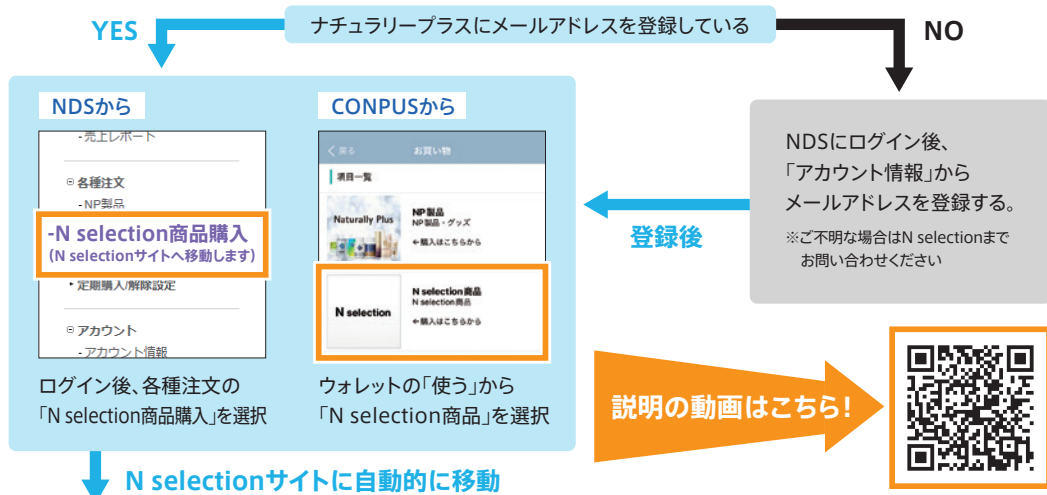 ナチュラリープラスにメールアドレスを登録している
YES
NO
NDSから
-売上レポート
各種注文
-NP製品
-N selection商品購入
(N selectionサイトへ移動します)
定期購入/解除設定
アカウント
-アカウント情報
ログイン後、各種注文の
「N selection商品購入」を選択
CONPUSから
戻る
お買い物
項目一覧
Naturally Plus
NP製品
NP製品・グッズ
←購入はこちらから
N selection
N selection商品
N selection商品
←購入はこちらから
ウォレットの「使う」から
「N selection商品」を選択
登録後
NDSにログイン後、
「アカウント情報」から
メールアドレスを登録する。
※ご不明な場合はN selectionまで
お問い合わせください
説明の動画はこちら!
N selectionサイトに自動的に移動